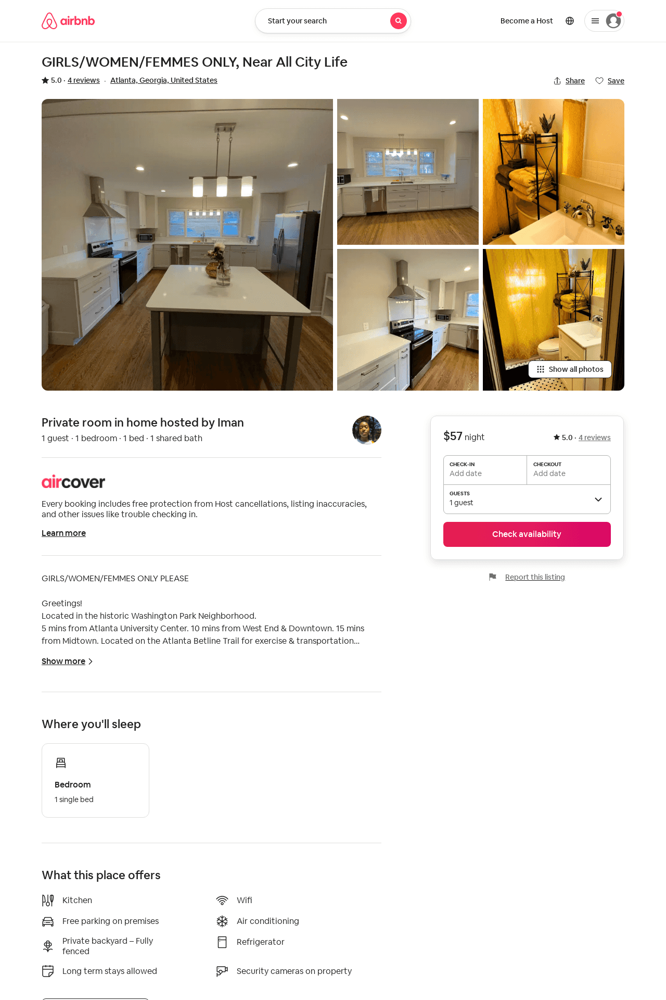 airbnb
Start your search
Become a Host
GIRLS/WOMEN/FEMMES ONLY, Near All City Life
5.0 · 4 reviews · Atlanta, Georgia, United States
Share
Save
Show all photos
Private room in home hosted by Iman
1 guest · 1 bedroom · 1 bed · 1 shared bath
aircover
Every booking includes free protection from Host cancellations, listing inaccuracies,
and other issues like trouble checking in.
Learn more
GIRLS/WOMEN/FEMMES ONLY PLEASE
Greetings!
Located in the historic Washington Park Neighborhood.
5 mins from Atlanta University Center. 10 mins from West End & Downtown. 15 mins
from Midtown. Located on the Atlanta Betline Trail for exercise & transportation...
Show more
Where you'll sleep
Bedroom
1 single bed
What this place offers
Kitchen
Wifi
Free parking on premises
Air conditioning
Private backyard – Fully
fenced
Refrigerator
Long term stays allowed
Security cameras on property
$57 night
5.0 · 4 reviews
CHECK-IN
Add date
CHECKOUT
Add date
GUESTS
1 guest
Check availability
Report this listing